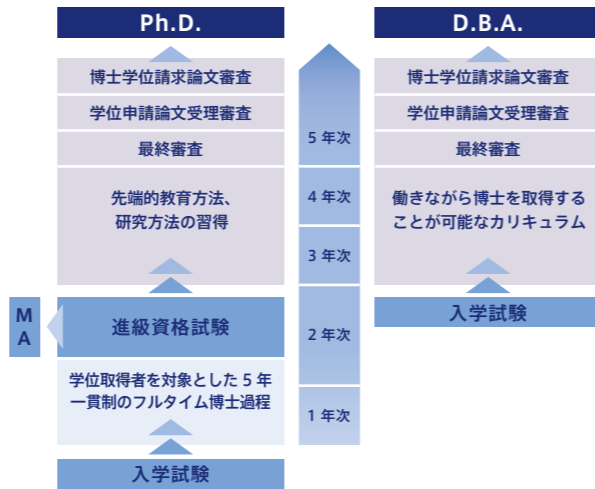 Ph.D.
博士学位請求論文審査
学位申請論文受理審査
最終審査
先端的教育方法、
研究方法の習得
進級資格試験
M
A
学位取得者を対象とした 5 年
一貫制のフルタイム博士過程
入学試験
5 年次
4 年次
3 年次
2 年次
1 年次
D.B.A.
博士学位請求論文審査
学位申請論文受理審査
最終審査
働きながら博士を取得する
ことが可能なカリキュラム
入学試験